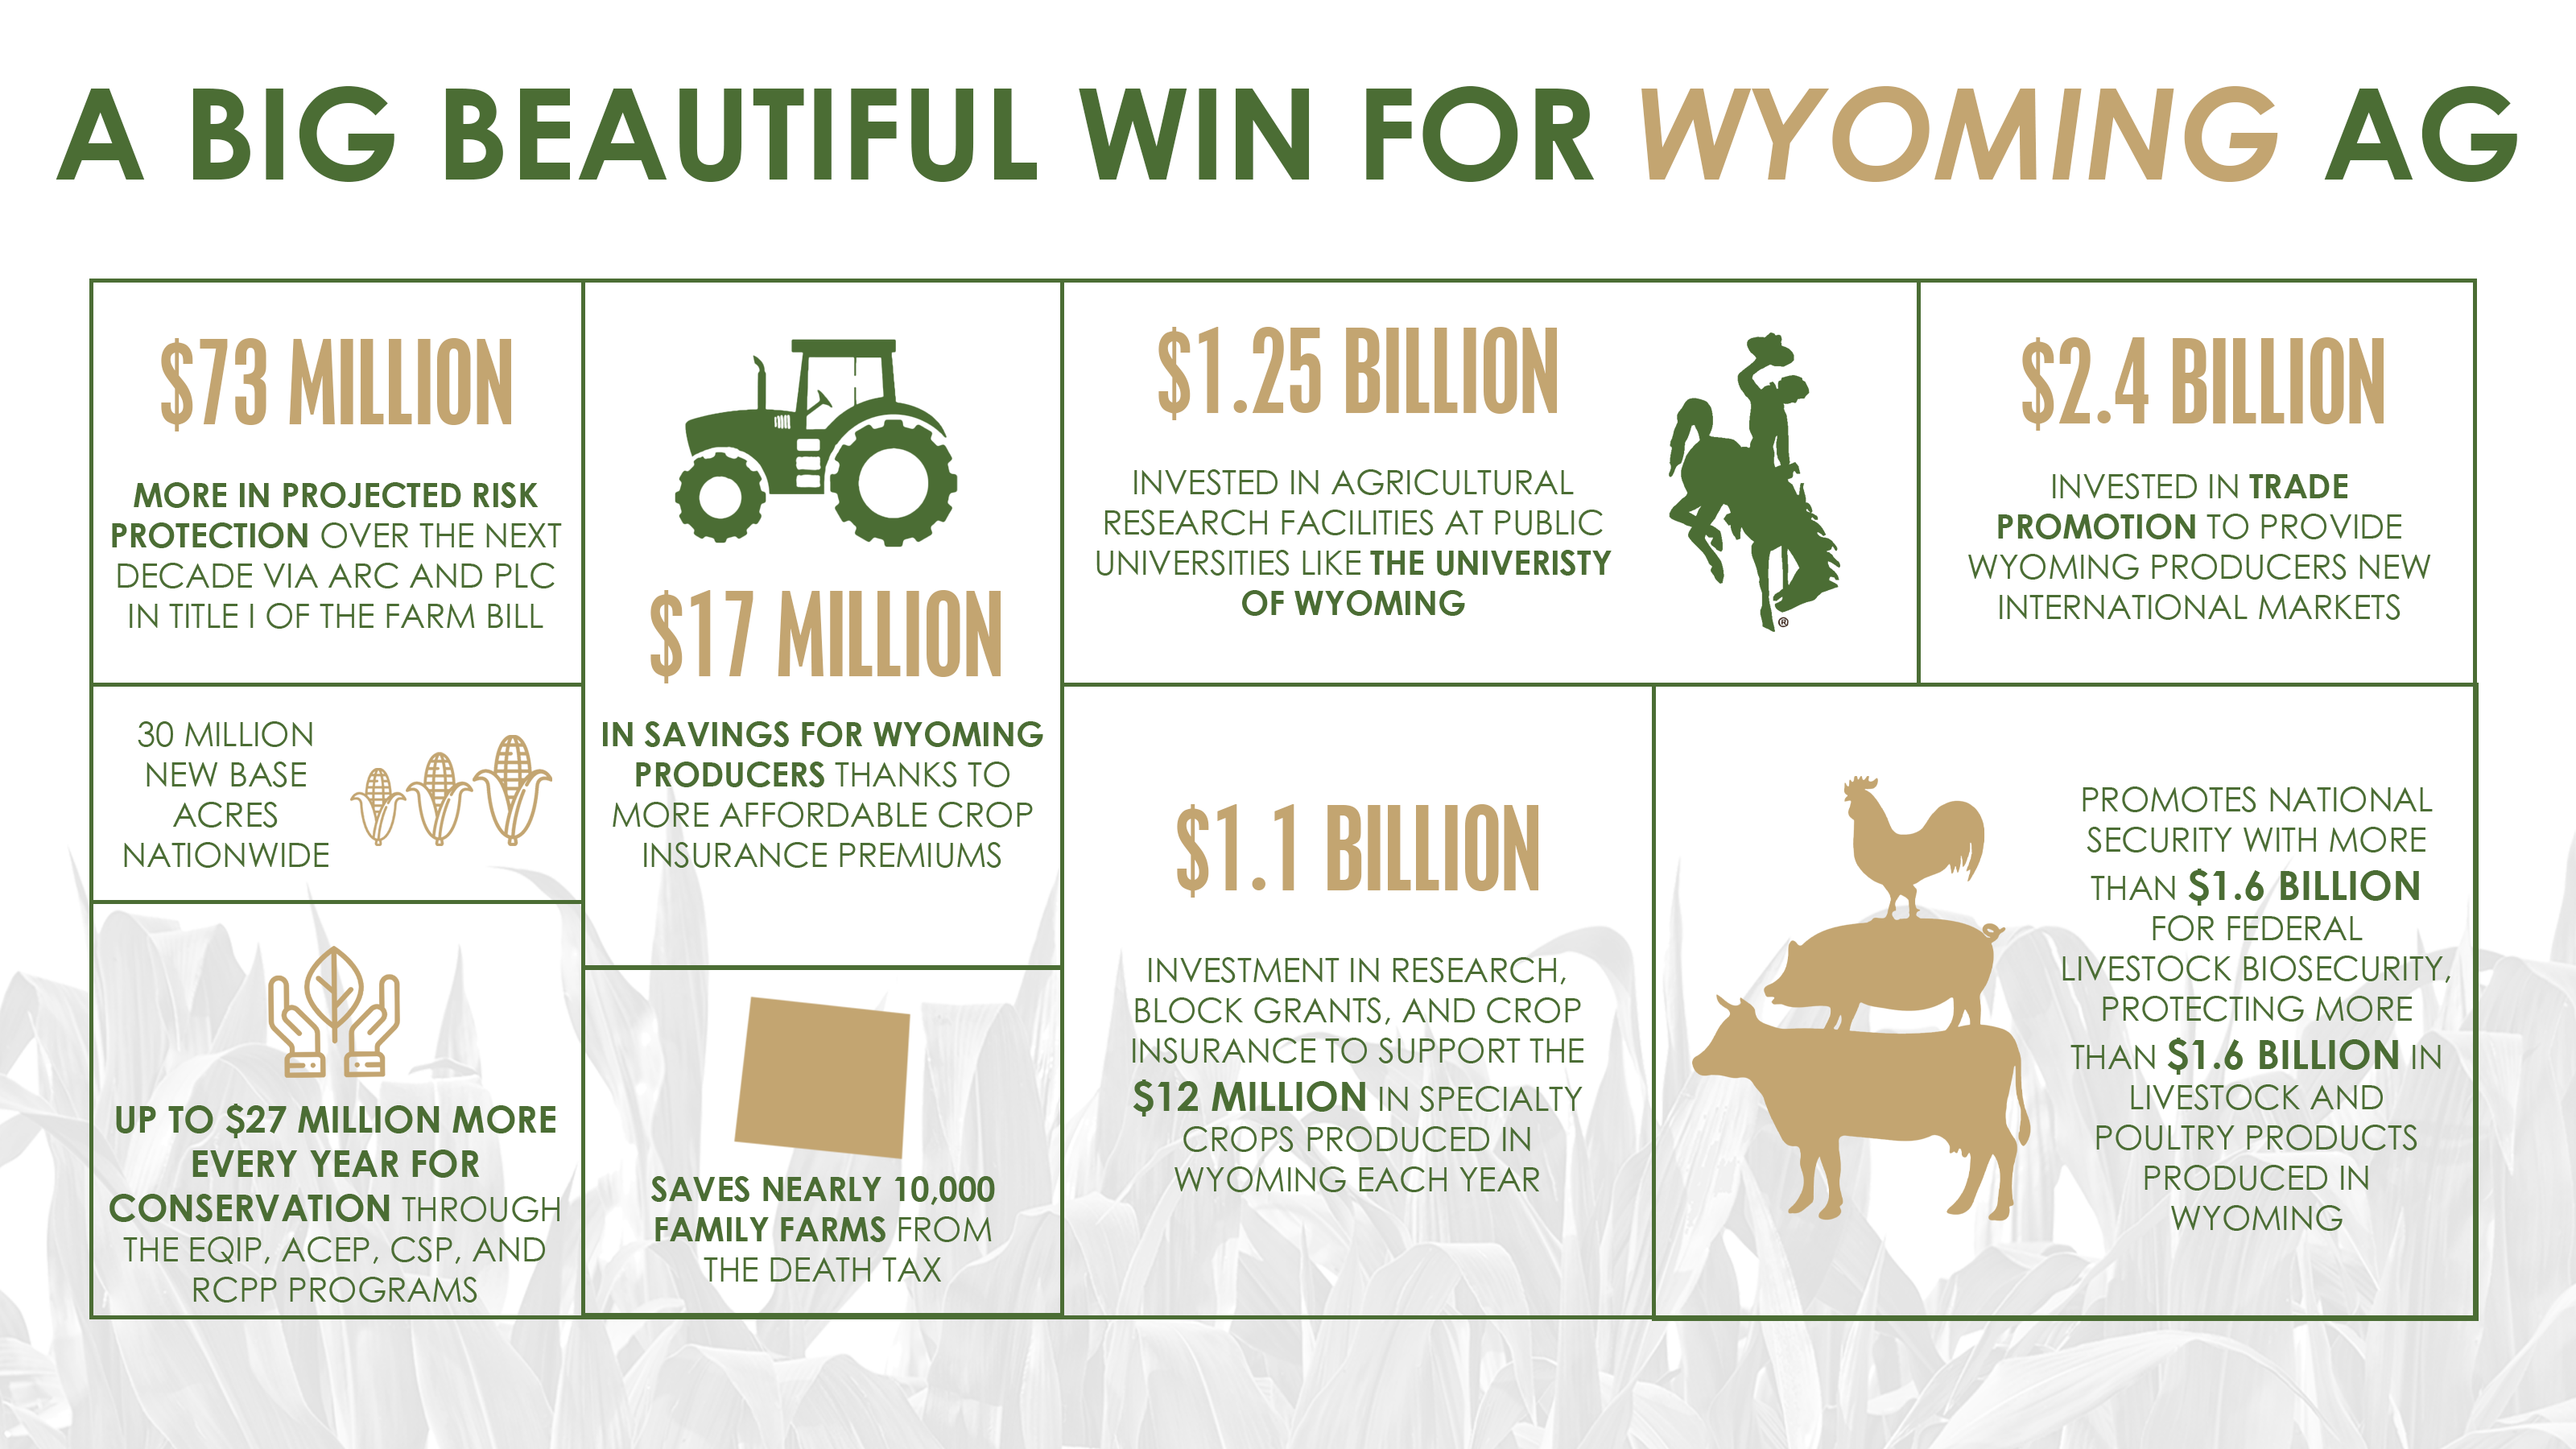 A BIG BEAUTIFUL WIN FOR WYOMING AG
$73 MILLION
MORE IN PROJECTED RISK
PROTECTION OVER THE NEXT
DECADE VIA ARC AND PLC
IN TITLE I OF THE FARM BILL
30 MILLION
NEW BASE
ACRES
NATIONWIDE
UP TO $27 MILLION MORE
EVERY YEAR FOR
CONSERVATION THROUGH
THE EQIP, ACEP, CSP, AND
RCPP PROGRAMS
$17 MILLION
IN SAVINGS FOR WYOMING
PRODUCERS THANKS TO
MORE AFFORDABLE CROP
INSURANCE PREMIUMS
SAVES NEARLY 10,000
FAMILY FARMS FROM
THE DEATH TAX
$1.25 BILLION
INVESTED IN AGRICULTURAL
RESEARCH FACILITIES AT PUBLIC
UNIVERSITIES LIKE THE UNIVERISTY
OF WYOMING
®
$2.4 BILLION
INVESTED IN TRADE
PROMOTION TO PROVIDE
WYOMING PRODUCERS NEW
INTERNATIONAL MARKETS
$1.1 BILLION
INVESTMENT IN RESEARCH,
BLOCK GRANTS, AND CROP
INSURANCE TO SUPPORT THE
$12 MILLION IN SPECIALTY
CROPS PRODUCED IN
WYOMING EACH YEAR
PROMOTES NATIONAL
SECURITY WITH MORE
THAN $1.6 BILLION
FOR FEDERAL
LIVESTOCK BIOSECURITY,
PROTECTING MORE
THAN $1.6 BILLION IN
LIVESTOCK AND
POULTRY PRODUCTS
PRODUCED IN
WYOMING